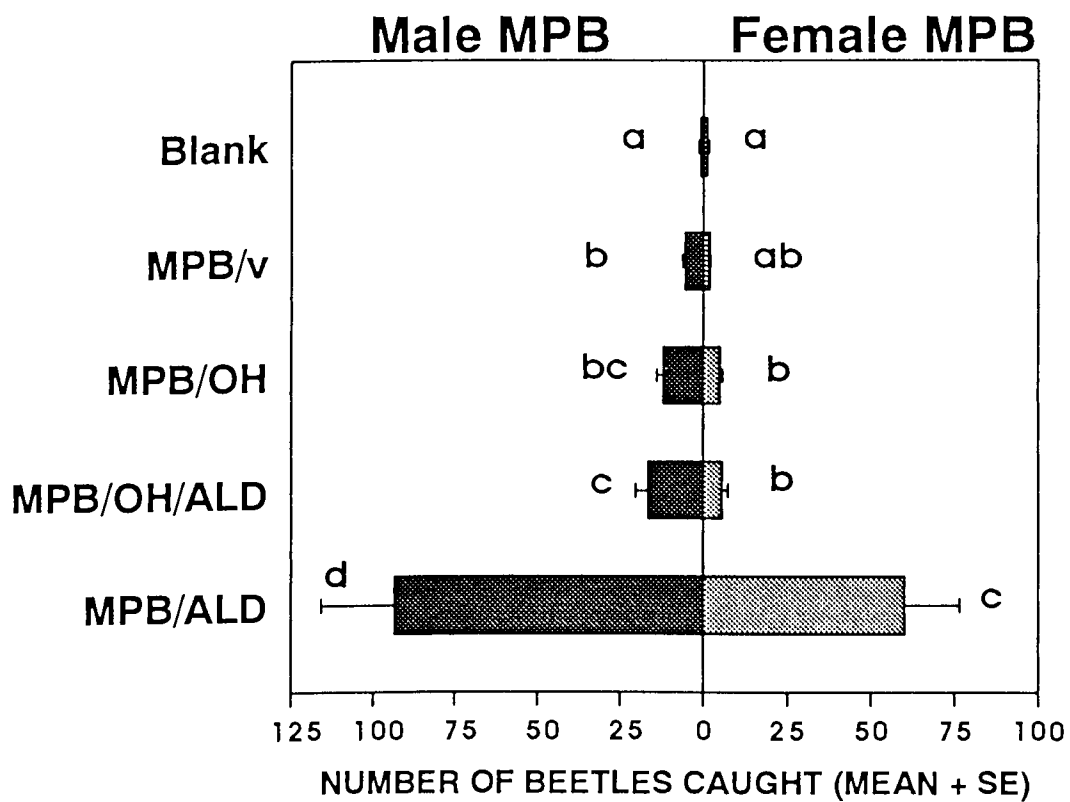 Male MPB Female MPB
Blank a a
MPB/v b ab
MPB/OH bc b
MPB/OH/ALD c b
MPB/ALD d c
125 100 75 50 25 0 25 50 75 100
NUMBER OF BEETLES CAUGHT (MEAN + SE)